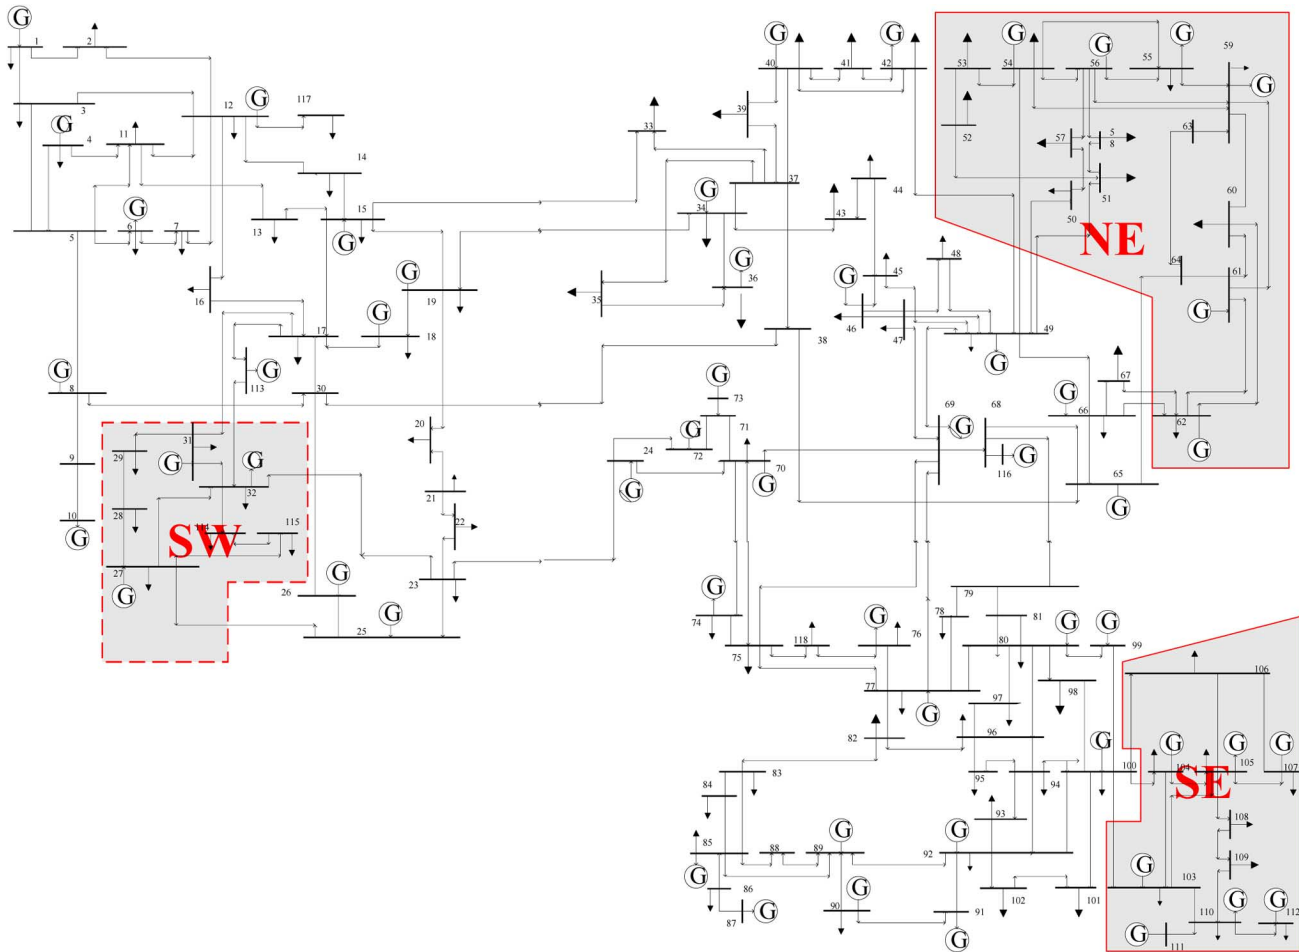 G G G G G G
1 2 40 41 42 53 54 56 55 59
3 G 12 117 39 33 G
4 11 14 52 57 5 63
8
G 37 51
G 15 34 44 50 60
5 6 7 13 G 43 NE
16 G G 36 45 48 64 61
19 35 G G
G 46 47
17 18 38 49
113 G G
8 30 G 67
G 73 69 68 G
20 71 G 66 62
31 24 G 72 70 116 G G
9 29 G G 32 G G 65
21 G
10 28 114 115 22
G SW
27 23
G 26 G G 79
G 74 78 81 G G
25 75 118 G 76 80 99
77 106
G 97 98
82 96 G G G G
83 95 94 100 104 105 107
84 SE
93 108
85 88 G 89 G 92 109
G 86 G G 103
87 G 90 91 102 101 G G
G G 110 112
111